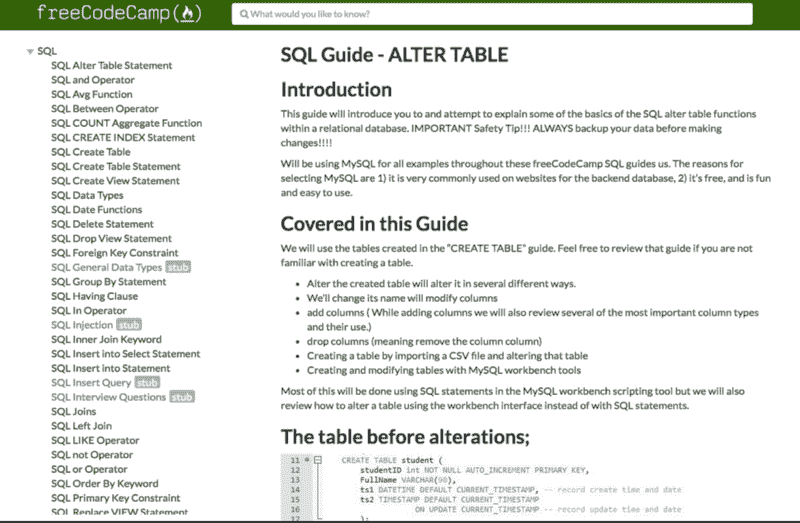 freeCodeCamp(🔥)
What would you like to know?
SQL
SQL Alter Table Statement
SQL and Operator
SQL Avg Function
SQL Between Operator
SQL COUNT Aggregate Function
SQL CREATE INDEX Statement
SQL Create Table
SQL Create Table Statement
SQL Create View Statement
SQL Data Types
SQL Date Functions
SQL Delete Statement
SQL Drop View Statement
SQL Foreign Key Constraint
SQL General Data Types stub
SQL Group By Statement
SQL Having Clause
SQL In Operator
SQL Injection stub
SQL Inner Join Keyword
SQL Insert into Select Statement
SQL Insert into Statement
SQL Insert Query stub
SQL Interview Questions stub
SQL Joins
SQL Left Join
SQL LIKE Operator
SQL not Operator
SQL or Operator
SQL Order By Keyword
SQL Primary Key Constraint
SQL Replace VIEW Statement
SQL Guide - ALTER TABLE
Introduction
This guide will introduce you to and attempt to explain some of the basics of the SQL alter table functions
within a relational database. IMPORTANT Safety Tip!!! ALWAYS backup your data before making
changes!!!!
Will be using MySQL for all examples throughout these freeCodeCamp SQL guides us. The reasons for
selecting MySQL are 1) it is very commonly used on websites for the backend database, 2) it's free, and is fun
and easy to use.
Covered in this Guide
We will use the tables created in the "CREATE TABLE" guide. Feel free to review that guide if you are not
familiar with creating a table.
• Alter the created table will alter it in several different ways.
• We'll change its name will modify columns
• add columns ( While adding columns we will also review several of the most important column types
and their use.)
• drop columns (meaning remove the column column)
• Creating a table by importing a CSV file and altering that table
• Creating and modifying tables with MySQL workbench tools
Most of this will be done using SQL statements in the MySQL workbench scripting tool but we will also
review how to alter a table using the workbench interface instead of with SQL statements.
The table before alterations;
11 CREATE TABLE student (
12 studentID int NOT NULL AUTO_INCREMENT PRIMARY KEY,
13 FullName VARCHAR(90),
14 ts1 DATETIME DEFAULT CURRENT_TIMESTAMP, -- record create time and date
15 ts2 TIMESTAMP DEFAULT CURRENT_TIMESTAMP
16 ON UPDATE CURRENT_TIMESTAMP -- record update time and date
17 );